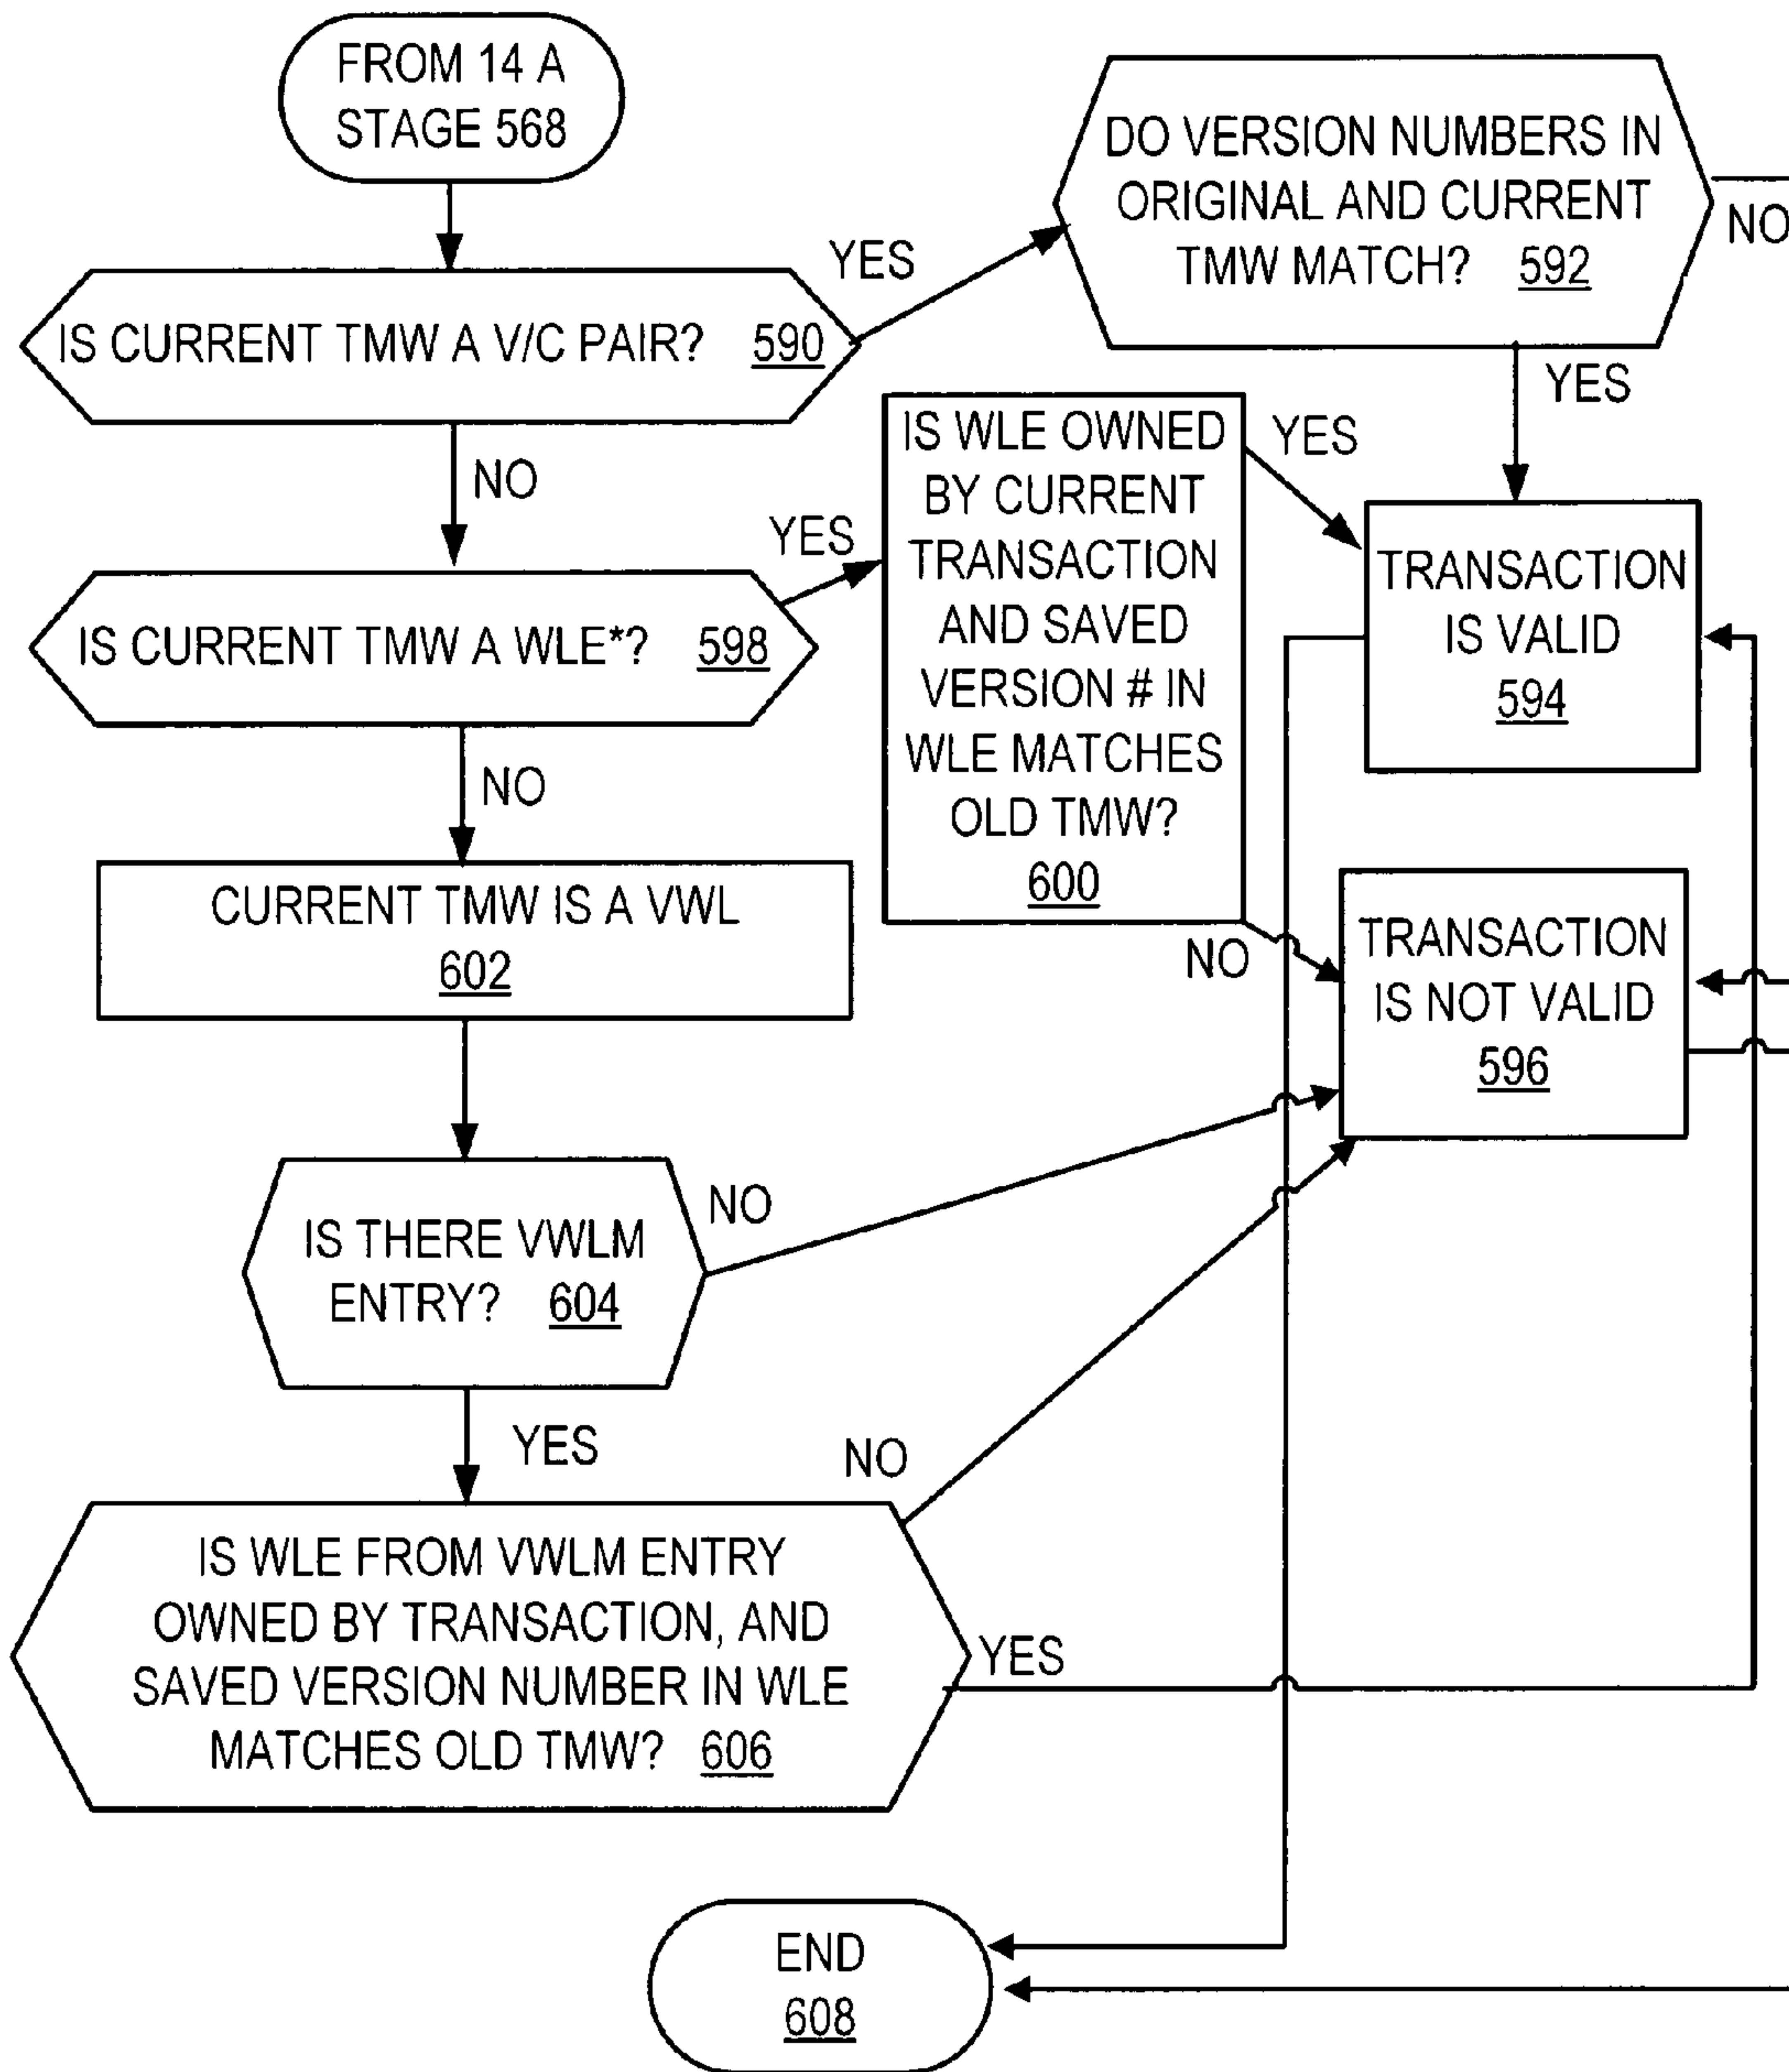 FROM 14 A
STAGE 568
DO VERSION NUMBERS IN
ORIGINAL AND CURRENT
TMW MATCH? 592
NO
YES
IS CURRENT TMW A V/C PAIR? 590
YES
NO
IS WLE OWNED
BY CURRENT
TRANSACTION
AND SAVED
VERSION # IN
WLE MATCHES
OLD TMW?
600
YES
NO
TRANSACTION
IS VALID
594
YES
IS CURRENT TMW A WLE*? 598
NO
CURRENT TMW IS A VWL
602
TRANSACTION
IS NOT VALID
596
IS THERE VWLM
ENTRY? 604
NO
YES
NO
IS WLE FROM VWLM ENTRY
OWNED BY TRANSACTION, AND
SAVED VERSION NUMBER IN WLE
MATCHES OLD TMW? 606
YES
END
608